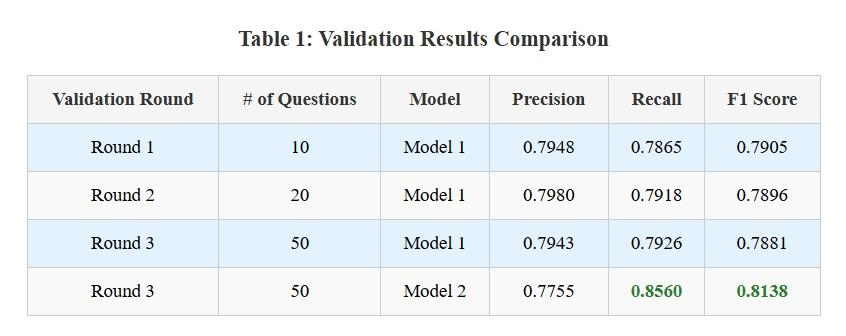 Table 1: Validation Results Comparison
Validation Round # of Questions Model Precision Recall F1 Score
Round 1 10 Model 1 0.7948 0.7865 0.7905
Round 2 20 Model 1 0.7980 0.7918 0.7896
Round 3 50 Model 1 0.7943 0.7926 0.7881
Round 3 50 Model 2 0.7755 0.8560 0.8138